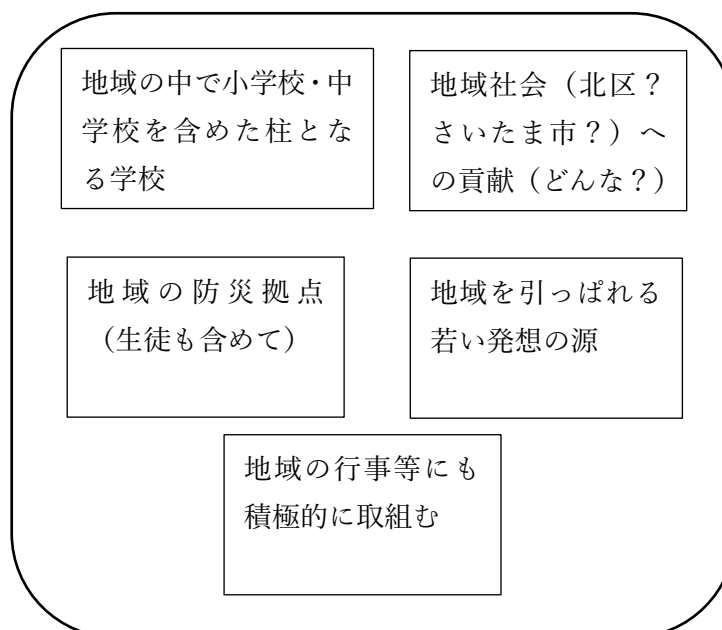 地域の中で小学校・中
学校を含めた柱とな
る学校
地域社会（北区？
さいたま市？）へ
の貢献（どんな？）
地域の防災拠点
（生徒も含めて）
地域を引っぱれる
若い発想の源
地域の行事等にも
積極的に取組む